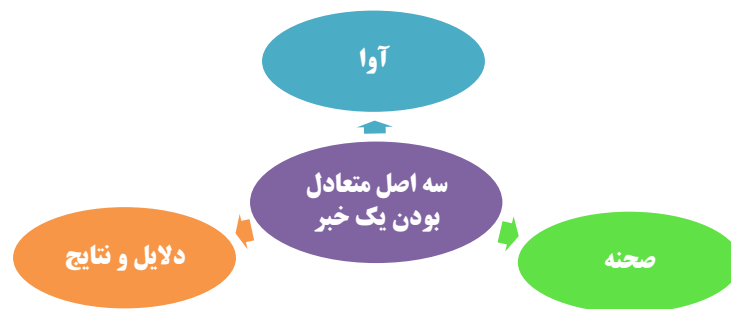 آوا
سه اصل متعادل
بودن یک خبر
صحنه
دلایل و نتایج